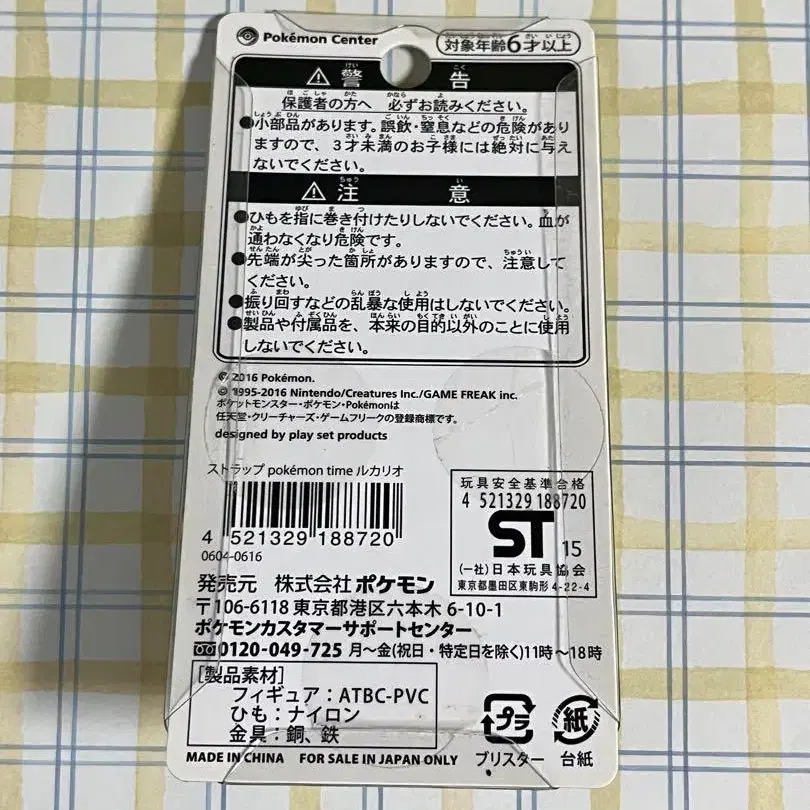 Pokémon Center
対象年齢6才以上
⚠警告
保護者の方へ 必ずお読みください。
●小部品があります。誤飲・窒息などの危険があり
ますので、3才未満のお子様には絶対に与え
ないでください。
⚠注意
●ひもを指に巻き付けたりしないでください。血が
通わなくなり危険です。
●先端が尖った箇所がありますので、注意して
ください。
●振り回すなどの乱暴な使用はしないでください。
●製品や付属品を、本来の目的以外のことに使用
しないでください。
© 2016 Pokémon.
© 1995-2016 Nintendo/Creatures Inc./GAME FREAK inc.
ポケットモンスター・ポケモン・Pokémonは
任天堂・クリーチャーズ・ゲームフリークの登録商標です。
designed by play set products
ストラップ pokémon time ルカリオ
4 521329 188720
0604-0616
玩具安全基準合格
4 521329 188720
ST 15
(一社)日本玩具協会
東京都墨田区東駒形4-22-4
発売元 株式会社 ポケモン
〒106-6118 東京都港区六本木 6-10-1
ポケモンカスタマーサポートセンター
0120-049-725 月〜金(祝日・特定日を除く)11時〜18時
[製品素材]
フィギュア:ATBC-PVC
ひも:ナイロン
金具:銅、鉄
プラ
ブリスター
紙
台紙
MADE IN CHINA FOR SALE IN JAPAN ONLY